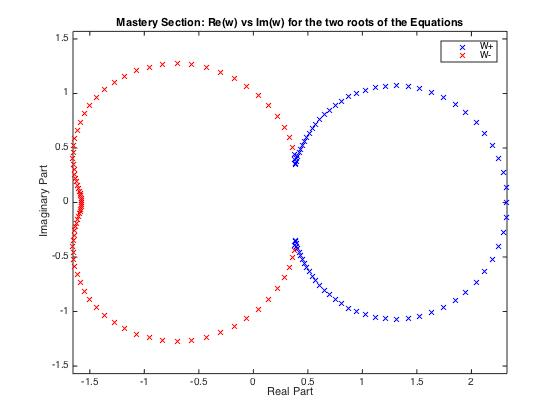 Mastery Section: Re(w) vs Im(w) for the two roots of the Equations
W+
W-
1.5
1
0.5
0
-0.5
-1
-1.5
Imaginary Part
-1.5 -1 -0.5 0 0.5 1 1.5 2
Real Part